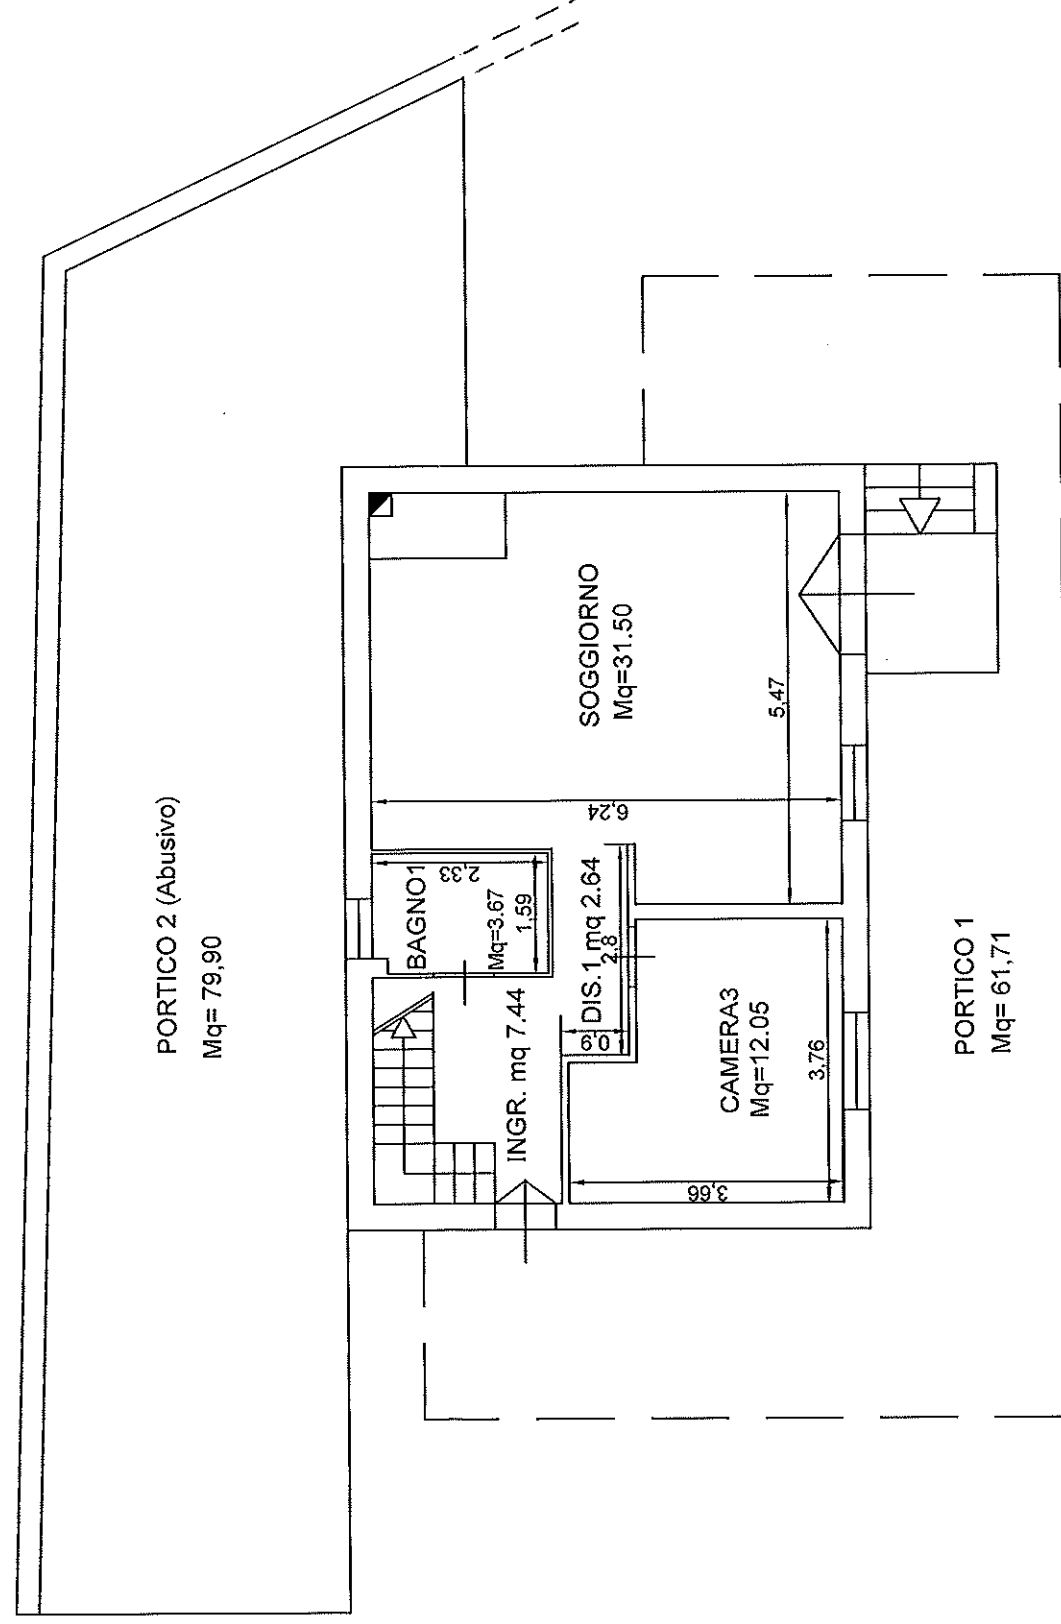 PORTICO 2 (Abusivo)
Mq= 79,90
BAGNO1
Mq=3.67
2,33
1,59
INGR. mq 7.44
DIS.1 mq 2.64
2,8
0,9
SOGGIORNO
Mq=31.50
6,24
5,47
CAMERA3
Mq=12.05
3,76
3,66
PORTICO 1
Mq= 61,71